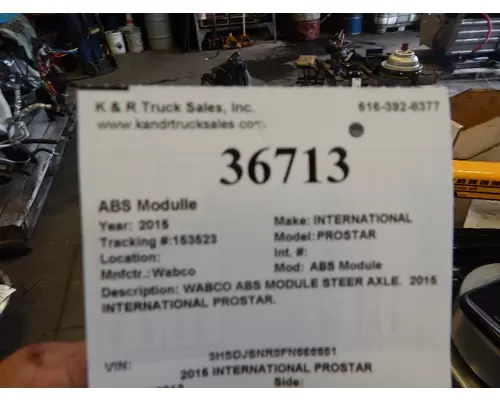 K & R Truck Sales, Inc. 616-392-6377
www.kandrtrucksales.com
36713
ABS Modulle
Year: 2015 Make: INTERNATIONAL
Tracking #:153523 Model: PROSTAR
Location: Int. #:
Mnfctr.: Wabco Mod: ABS Module
Description: WABCO ABS MODULE STEER AXLE. 2015
INTERNATIONAL PROSTAR.
VIN:
2015 INTERNATIONAL PROSTAR
Side: